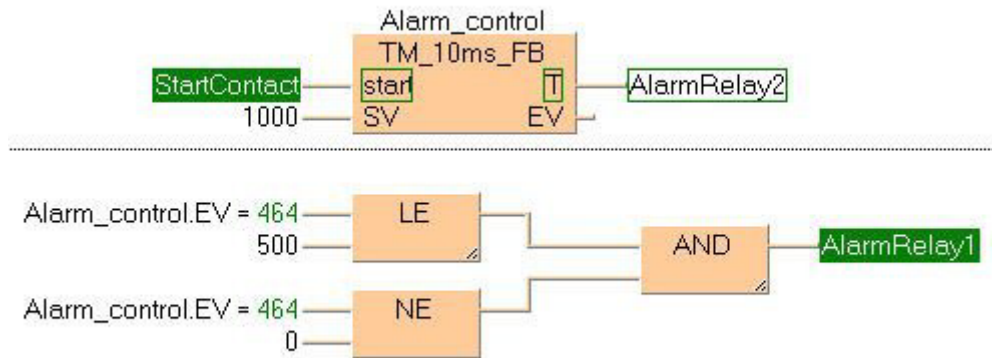 Alarm_control
TM_10ms_FB
StartContact start T AlarmRelay2
1000 SV EV
Alarm_control.EV = 464 LE
500 AND AlarmRelay1
Alarm_control.EV = 464 NE
0